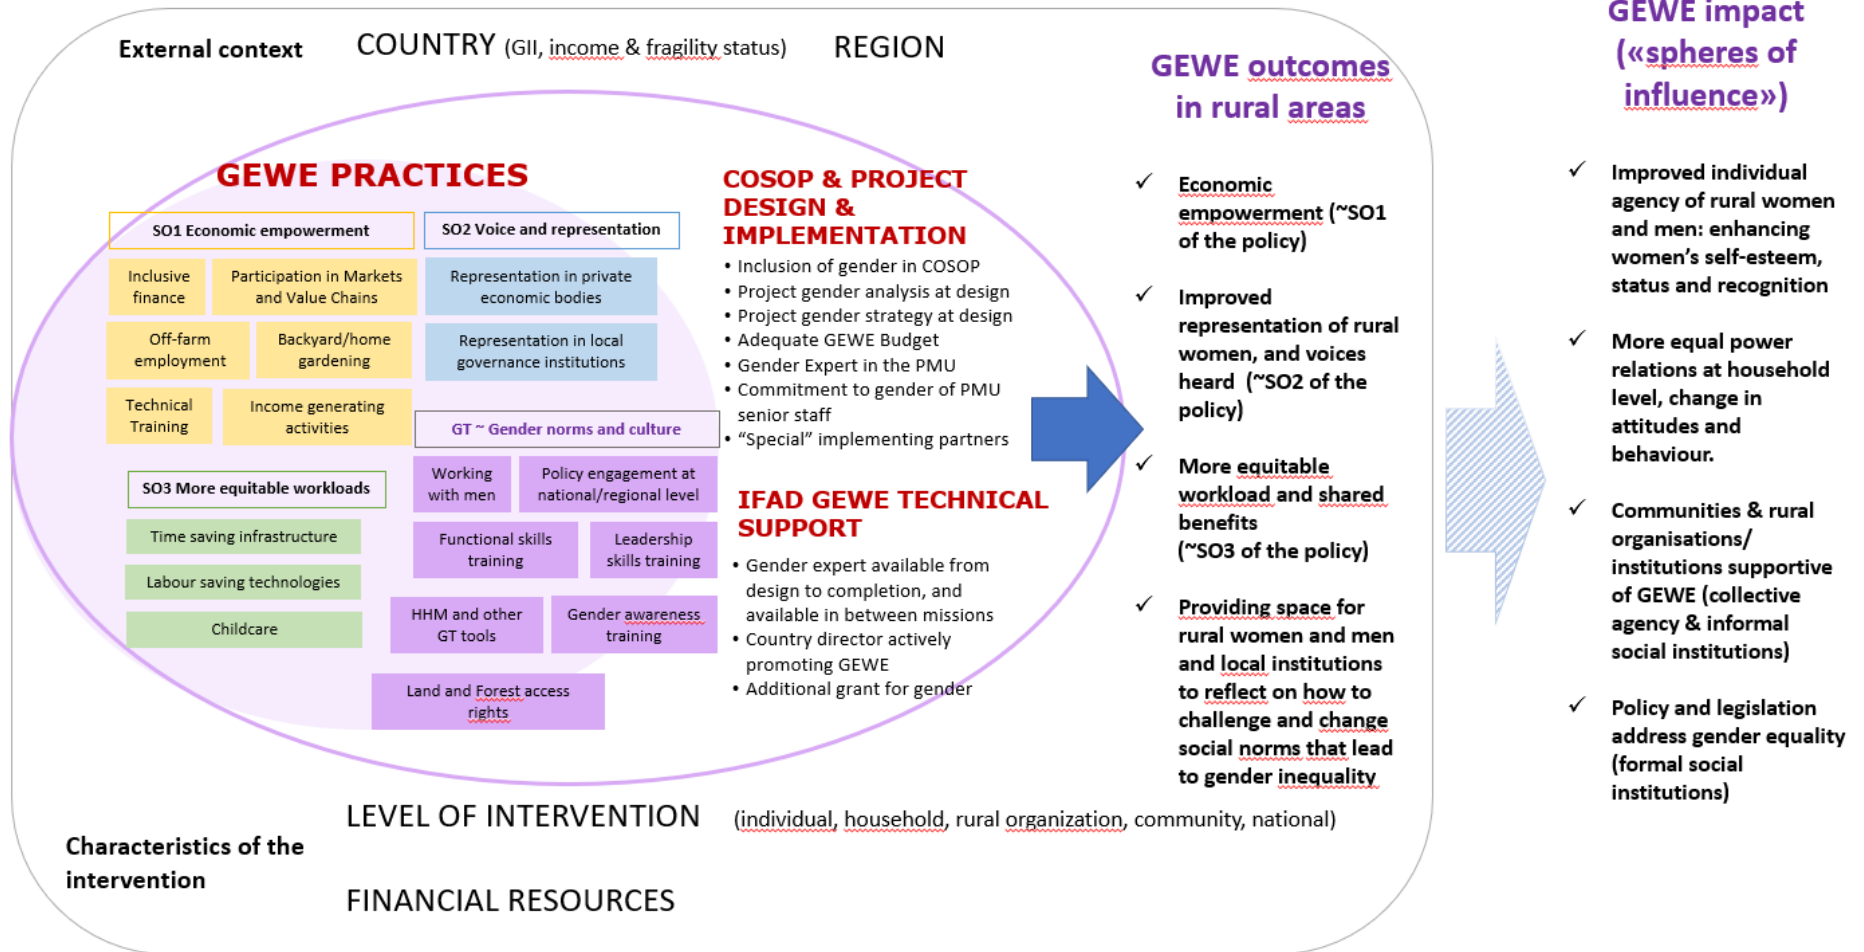 External context
COUNTRY (GII, income & fragility status)
REGION
GEWE PRACTICES
SO1 Economic empowerment
Inclusive
finance
Participation in Markets
and Value Chains
Off-farm
employment
Backyard/home
gardening
Technical
Training
Income generating
activities
SO2 Voice and representation
Representation in private
economic bodies
Representation in local
governance institutions
SO3 More equitable workloads
Time saving infrastructure
Labour saving technologies
Childcare
GT ~ Gender norms and culture
Working
with men
Policy engagement at
national/regional level
Functional skills
training
Leadership
skills training
HHM and other
GT tools
Gender awareness
training
Land and Forest access
rights
COSOP & PROJECT
DESIGN &
IMPLEMENTATION
• Inclusion of gender in COSOP
• Project gender analysis at design
• Project gender strategy at design
• Adequate GEWE Budget
• Gender Expert in the PMU
• Commitment to gender of PMU
senior staff
• “Special” implementing partners
IFAD GEWE TECHNICAL
SUPPORT
• Gender expert available from
design to completion, and
available in between missions
• Country director actively
promoting GEWE
• Additional grant for gender
LEVEL OF INTERVENTION (individual, household, rural organization, community, national)
Characteristics of the
intervention
FINANCIAL RESOURCES
GEWE outcomes
in rural areas
✓ Economic
empowerment (~SO1
of the policy)
✓ Improved
representation of rural
women, and voices
heard (~SO2 of the
policy)
✓ More equitable
workload and shared
benefits
(~SO3 of the policy)
✓ Providing space for
rural women and men
and local institutions
to reflect on how to
challenge and change
social norms that lead
to gender inequality
GEWE impact
(«spheres of
influence»)
✓ Improved individual
agency of rural women
and men: enhancing
women’s self-esteem,
status and recognition
✓ More equal power
relations at household
level, change in
attitudes and
behaviour.
✓ Communities & rural
organisations/
institutions supportive
of GEWE (collective
agency & informal
social institutions)
✓ Policy and legislation
address gender equality
(formal social
institutions)